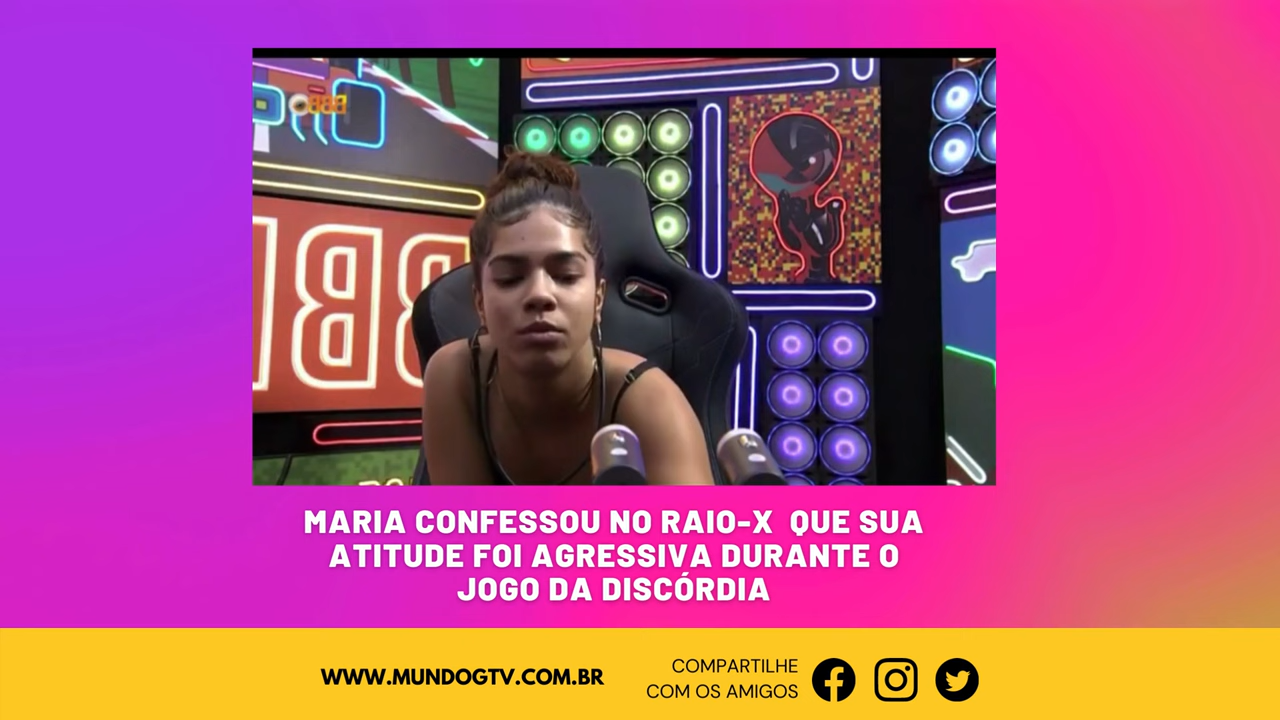 BB
MARIA CONFESSOU NO RAIO-X QUE SUA
ATITUDE FOI AGRESSIVA DURANTE O
JOGO DA DISCÓRDIA
WWW.MUNDOGTV.COM.BR
COMPARTILHE
COM OS AMIGOS